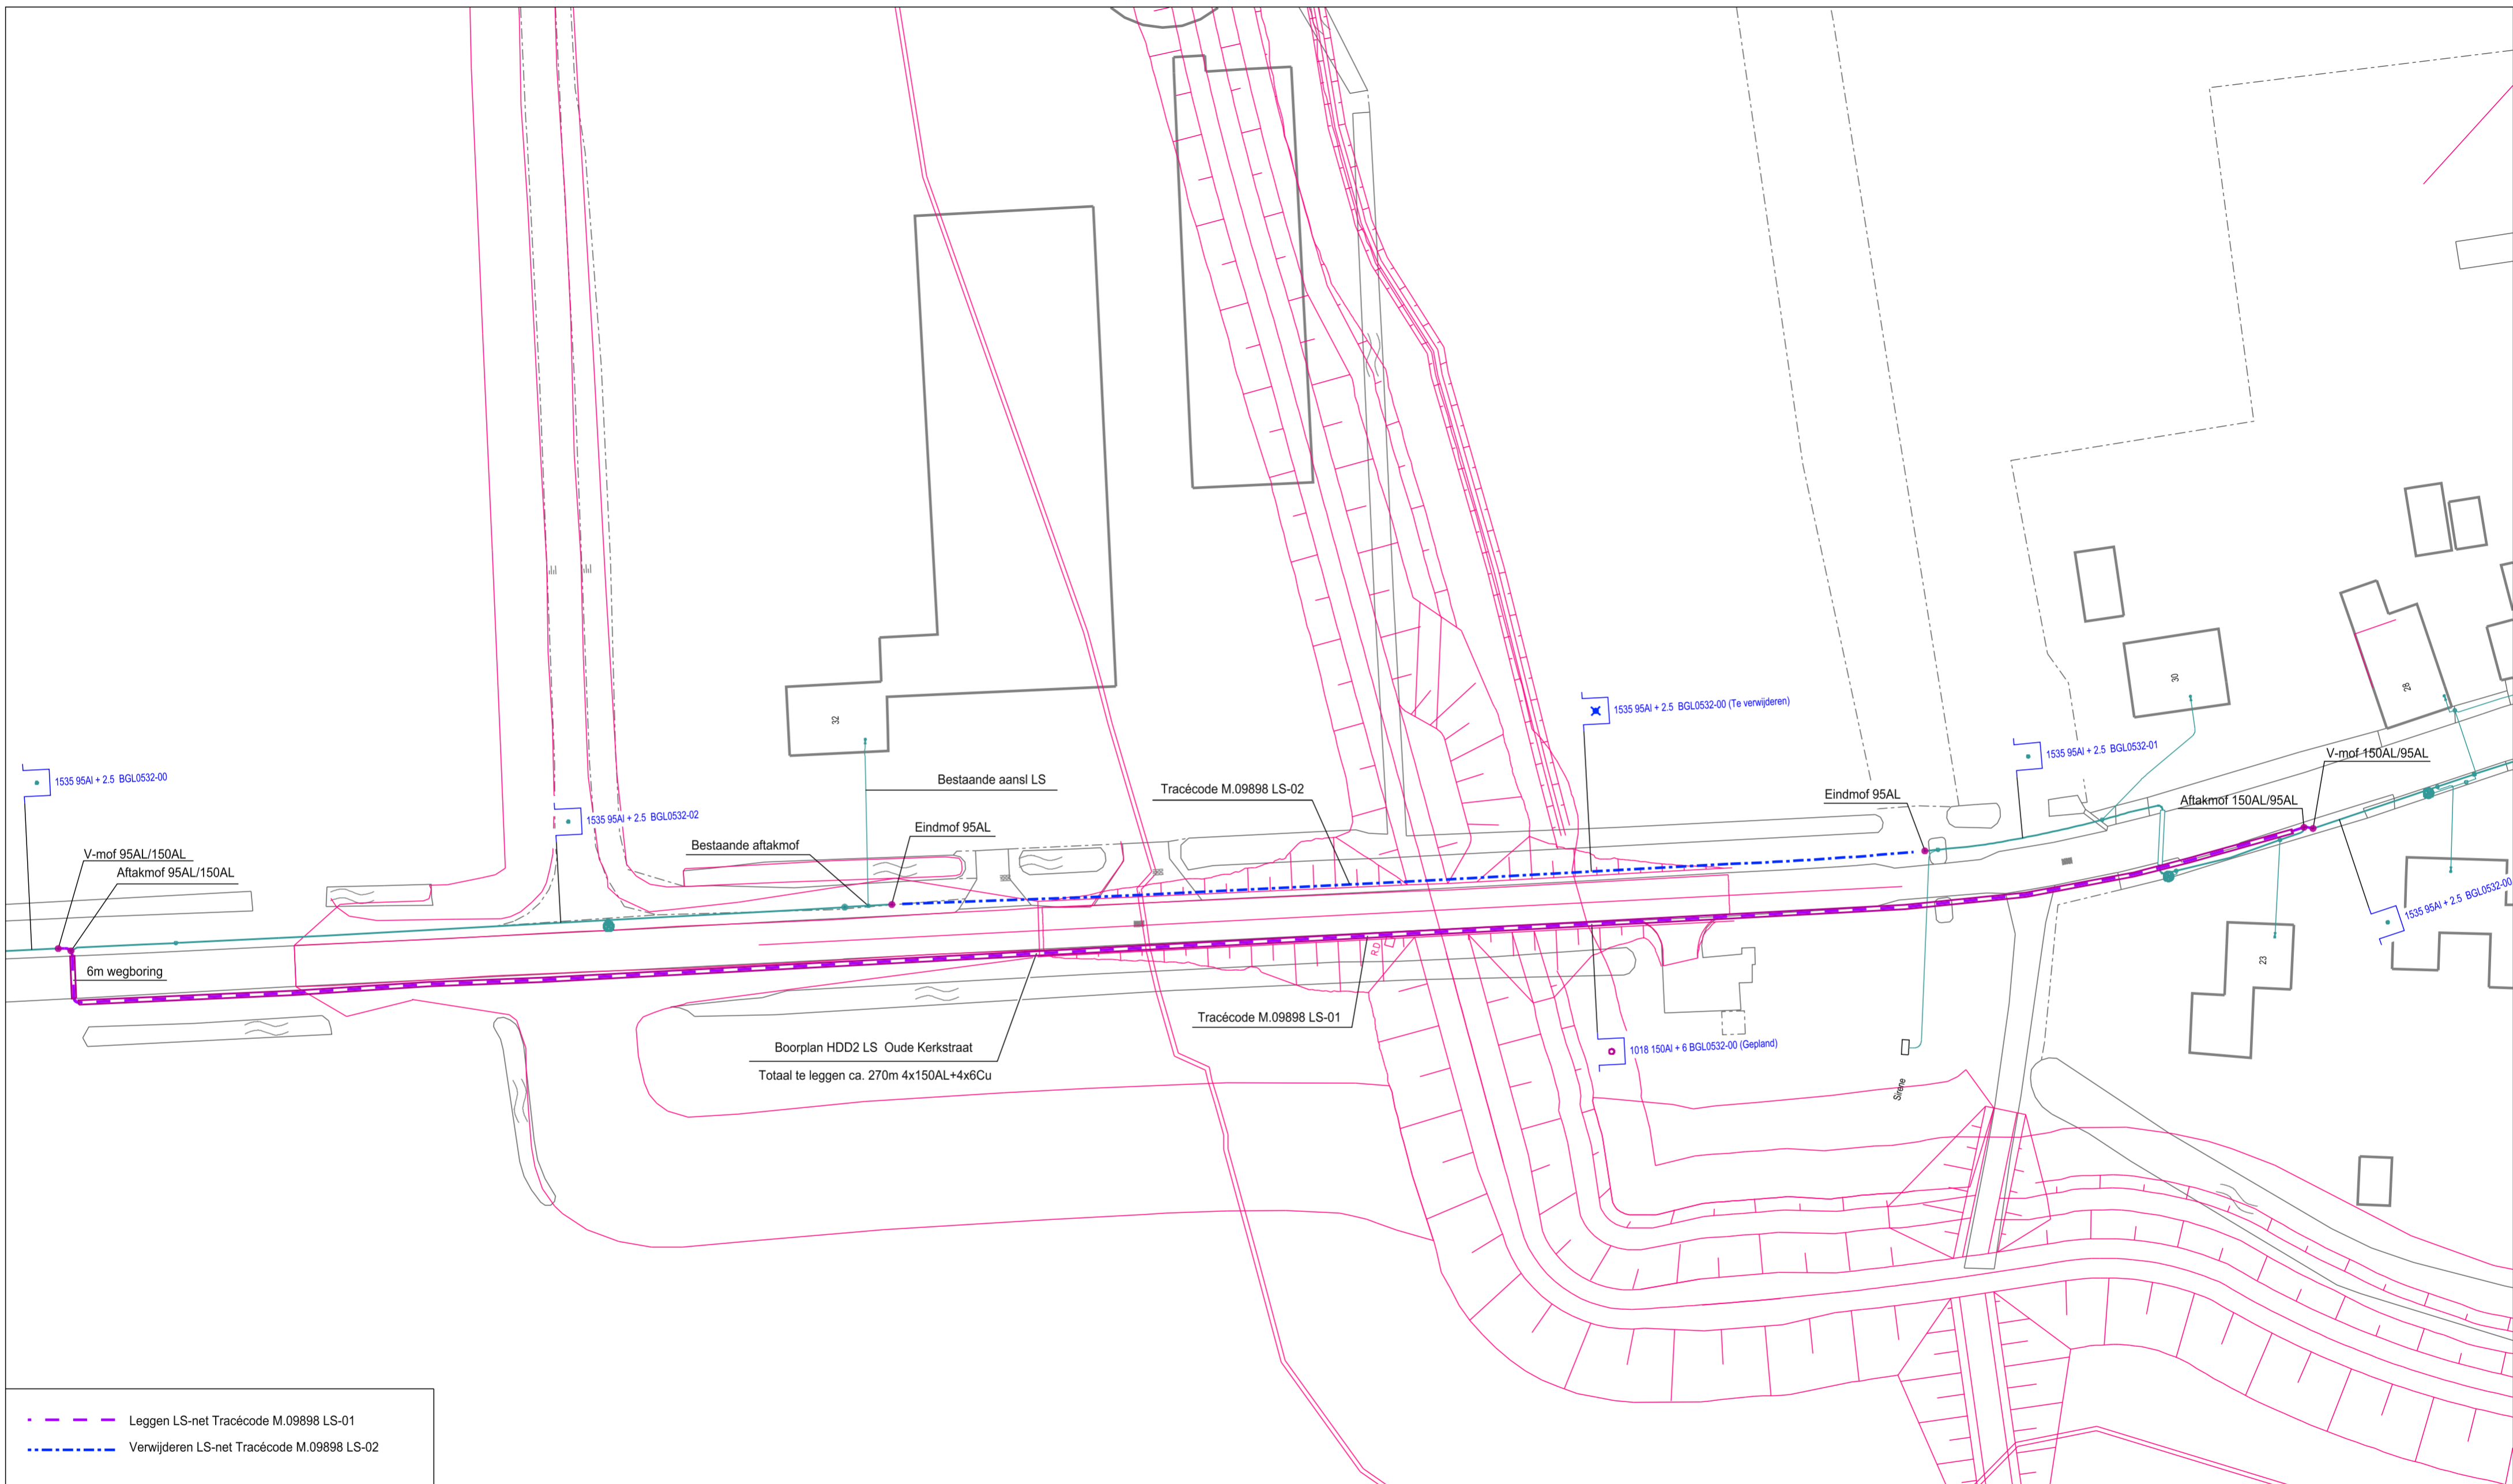 32
30
28
1535 95Al + 2.5 BGL0532-00 (Te verwijderen)
1535 95Al + 2.5 BGL0532-01
V-mof 150AL/95AL
1535 95Al + 2.5 BGL0532-00
Bestaande aansl LS
Tracécode M.09898 LS-02
Eindmof 95AL
Aftakmof 150AL/95AL
1535 95Al + 2.5 BGL0532-02
Eindmof 95AL
Bestaande aftakmof
V-mof 95AL/150AL
Aftakmof 95AL/150AL
1535 95Al + 2.5 BGL0532-00
R.D
23
6m wegboring
Tracécode M.09898 LS-01
Boorplan HDD2 LS Oude Kerkstraat
Totaal te leggen ca. 270m 4x150AL+4x6Cu
1018 150Al + 6 BGL0532-00 (Gepland)
Sirene
Leggen LS-net Tracécode M.09898 LS-01
Verwijderen LS-net Tracécode M.09898 LS-02